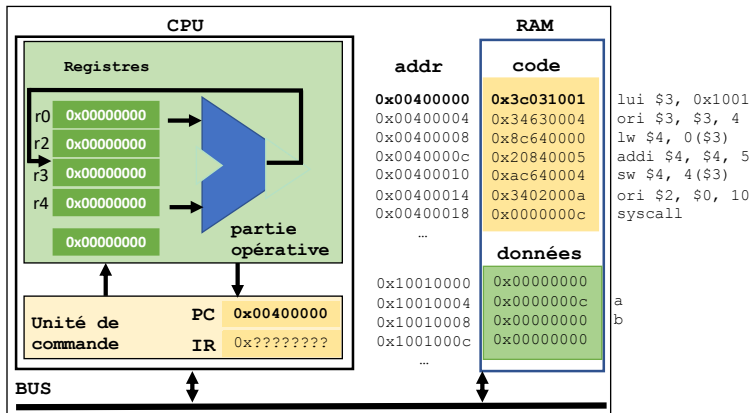 CPU
RAM
Registres
addr
code
r0 0x00000000
r2 0x00000000
r3 0x00000000
r4 0x00000000
0x00000000
partie
opérative
0x00400000 0x3c031001 lui $3, 0x1001
0x00400004 0x34630004 ori $3, $3, 4
0x00400008 0x8c640000 lw $4, 0($3)
0x0040000c 0x20840005 addi $4, $4, 5
0x00400010 0xac640004 sw $4, 4($3)
0x00400014 0x3402000a ori $2, $0, 10
0x00400018 0x0000000c syscall
…
données
0x10010000 0x00000000
0x10010004 0x0000000c a
0x10010008 0x00000000 b
0x1001000c 0x00000000
…
Unité de
commande
PC 0x00400000
IR 0x????????
BUS